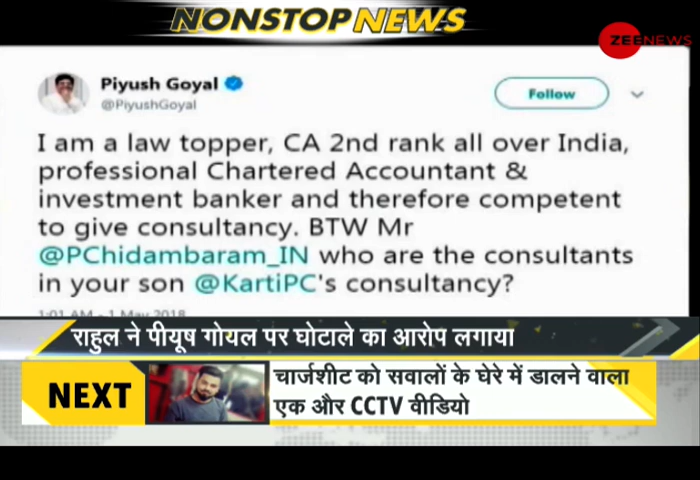 NONSTOP NEWS
ZEE NEWS
Piyush Goyal
@PiyushGoyal
Follow
I am a law topper, CA 2nd rank all over India,
professional Chartered Accountant &
investment banker and therefore competent
to give consultancy. BTW Mr
@PChidambaram_IN who are the consultants
in your son @KartiPC's consultancy?
1:01 AM - 1 May 2018
राहुल ने पीयूष गोयल पर घोटाले का आरोप लगाया
NEXT
चार्जशीट को सवालों के घेरे में डालने वाला
एक और CCTV वीडियो